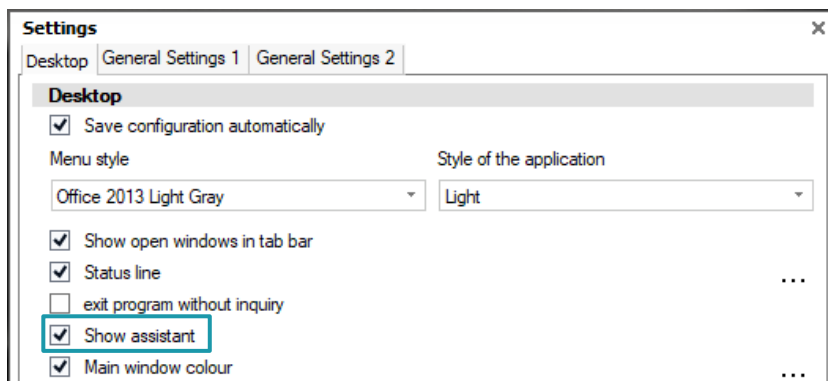 Settings
Desktop General Settings 1 General Settings 2
Desktop
Save configuration automatically
Menu style Style of the application
Office 2013 Light Gray Light
Show open windows in tab bar
Status line ...
exit program without inquiry
Show assistant
Main window colour ...